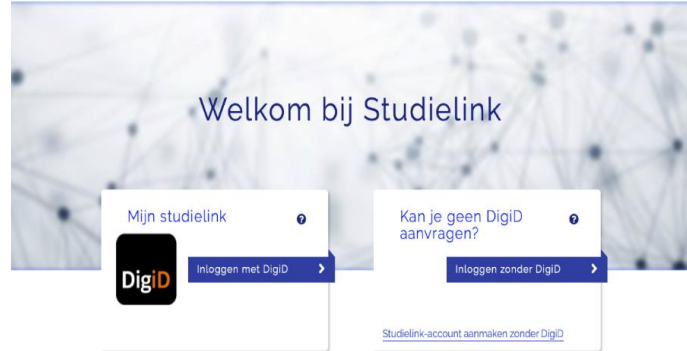 Welkom bij Studielink
Mijn studielink
?
DigiD
Inloggen met DigiD
Kan je geen DigiD
aanvragen?
?
Inloggen zonder DigiD
Studielink-account aanmaken zonder DigiD